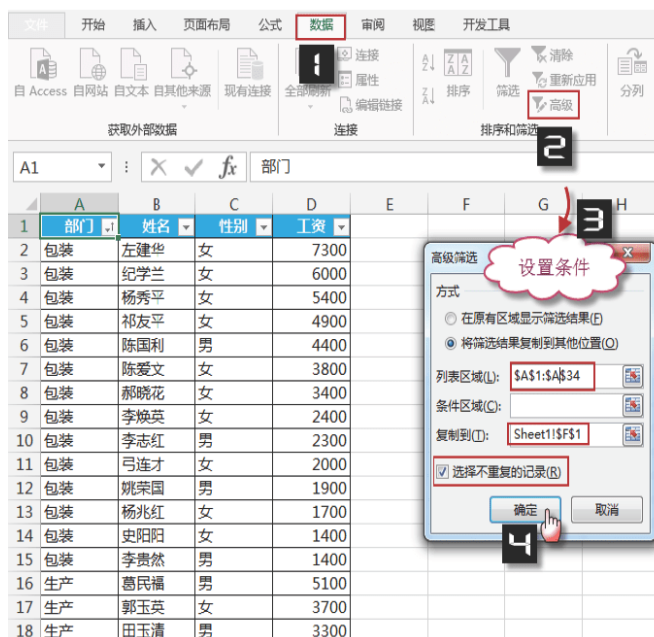 文件 开始 插入 页面布局 公式 数据 审阅 视图 开发工具
1
自 Access 自网站 自文本 自其他来源 现有连接 全部刷新 连接 属性 编辑链接 排序 筛选 清除 重新应用 高级 分列
获取外部数据 连接 排序和筛选
2
A1 fx 部门
3
A B C D E F G H
1 部门 姓名 性别 工资
2 包装 左建华 女 7300
3 包装 纪学兰 女 6000
4 包装 杨秀平 女 5400
5 包装 祁友平 女 4900
6 包装 陈国利 男 4400
7 包装 陈爱文 女 3800
8 包装 郝晓花 女 3400
9 包装 李焕英 女 2400
10 包装 李志红 男 2300
11 包装 弓连才 女 2000
12 包装 姚荣国 男 1900
13 包装 杨兆红 女 1700
14 包装 史阳阳 女 1400
15 包装 李贵然 男 1400
16 生产 葛民福 男 5100
17 生产 郭玉英 女 3700
18 生产 田玉清 男 3300
高级筛选
设置条件
方式
在原有区域显示筛选结果(F)
将筛选结果复制到其他位置(O)
列表区域(L): $A$1:$A$34
条件区域(C):
复制到(T): Sheet1!$F$1
选择不重复的记录(R)
确定 取消
4